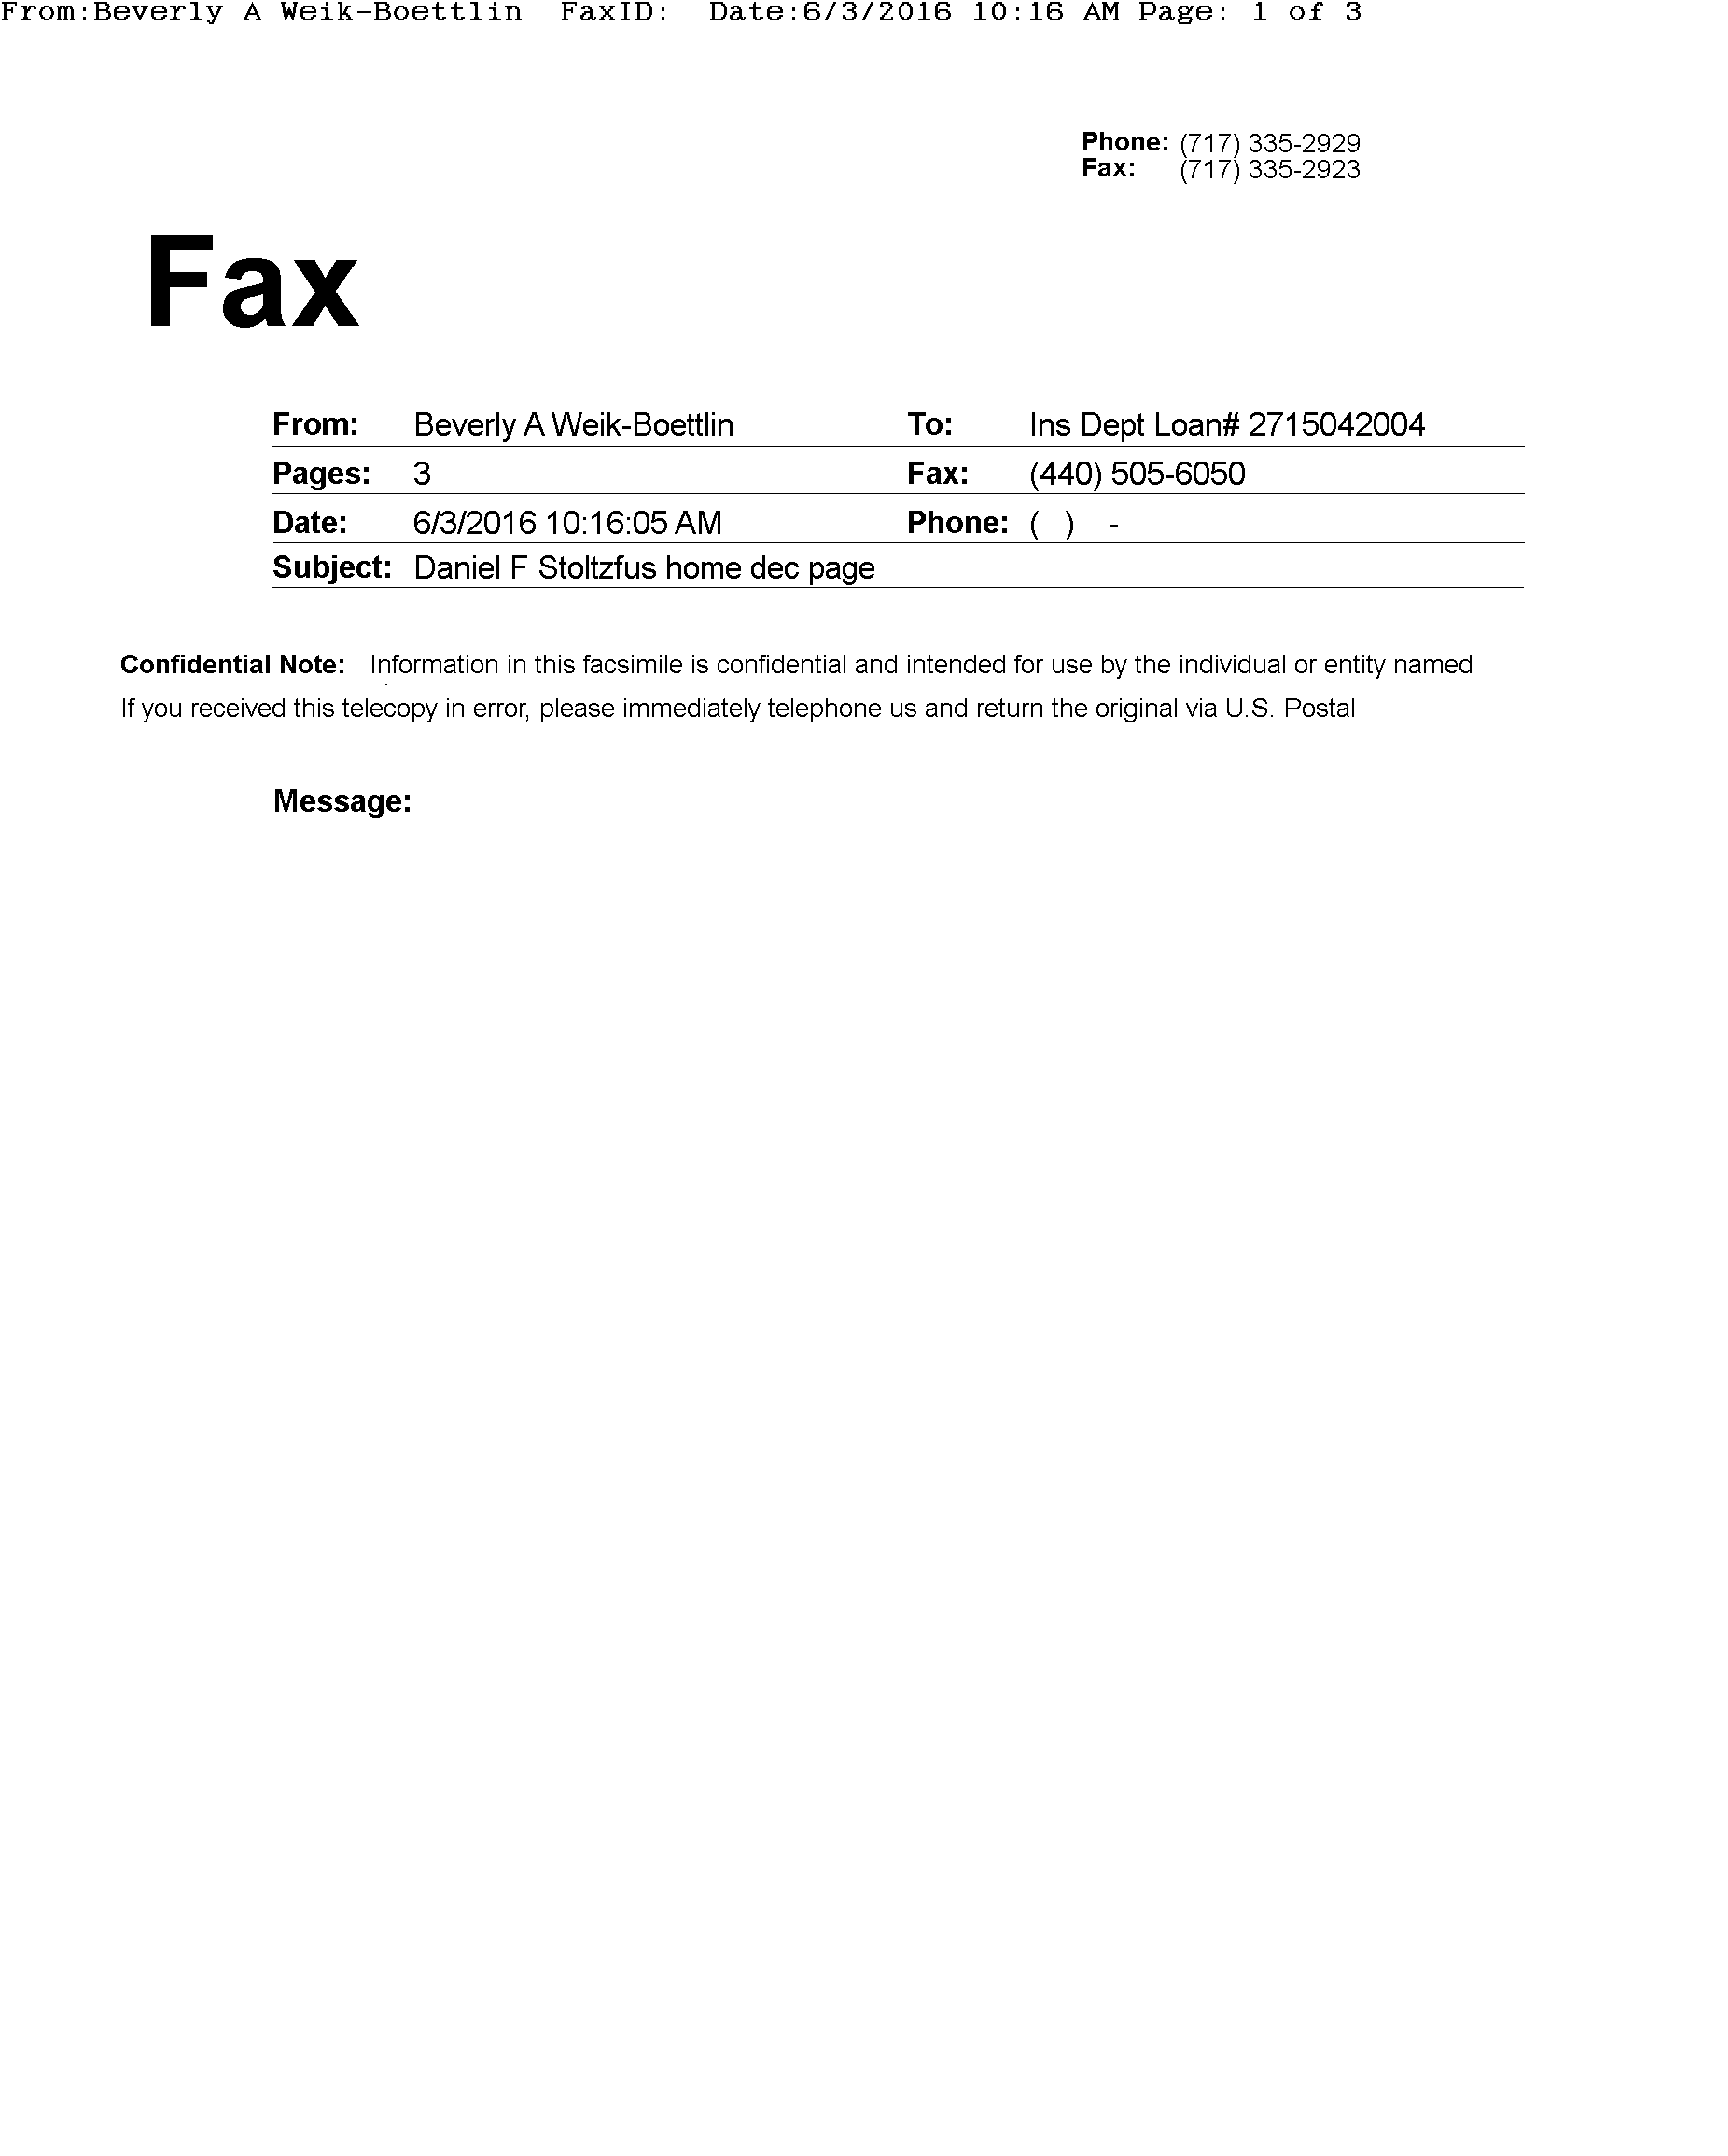 From:Beverly A Weik-Boettlin  FaxID:  Date:6/3/2016 10:16 AM Page: 1 of 3
Phone: (717) 335-2929
Fax: (717) 335-2923
Fax
From: Beverly A Weik-Boettlin To: Ins Dept Loan# 2715042004
Pages: 3 Fax: (440) 505-6050
Date: 6/3/2016 10:16:05 AM Phone: (  )  -
Subject: Daniel F Stoltzfus home dec page
Confidential Note: Information in this facsimile is confidential and intended for use by the individual or entity named
If you received this telecopy in error, please immediately telephone us and return the original via U.S. Postal
Message: